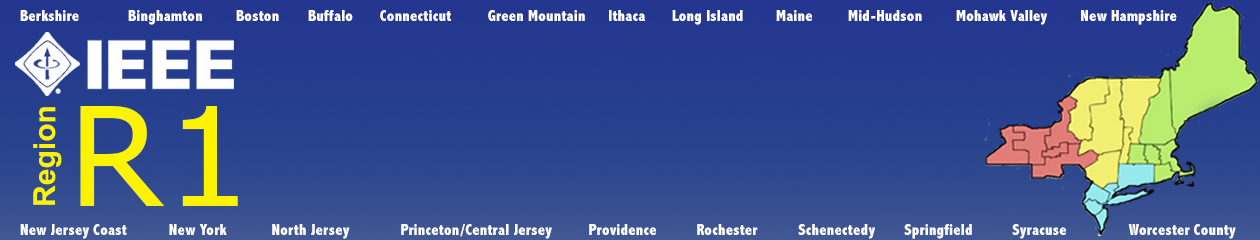 Berkshire Binghamton Boston Buffalo Connecticut Green Mountain Ithaca Long Island Maine Mid-Hudson Mohawk Valley New Hampshire
IEEE
Region R1
New Jersey Coast New York North Jersey Princeton/Central Jersey Providence Rochester Schenectedy Springfield Syracuse Worcester County